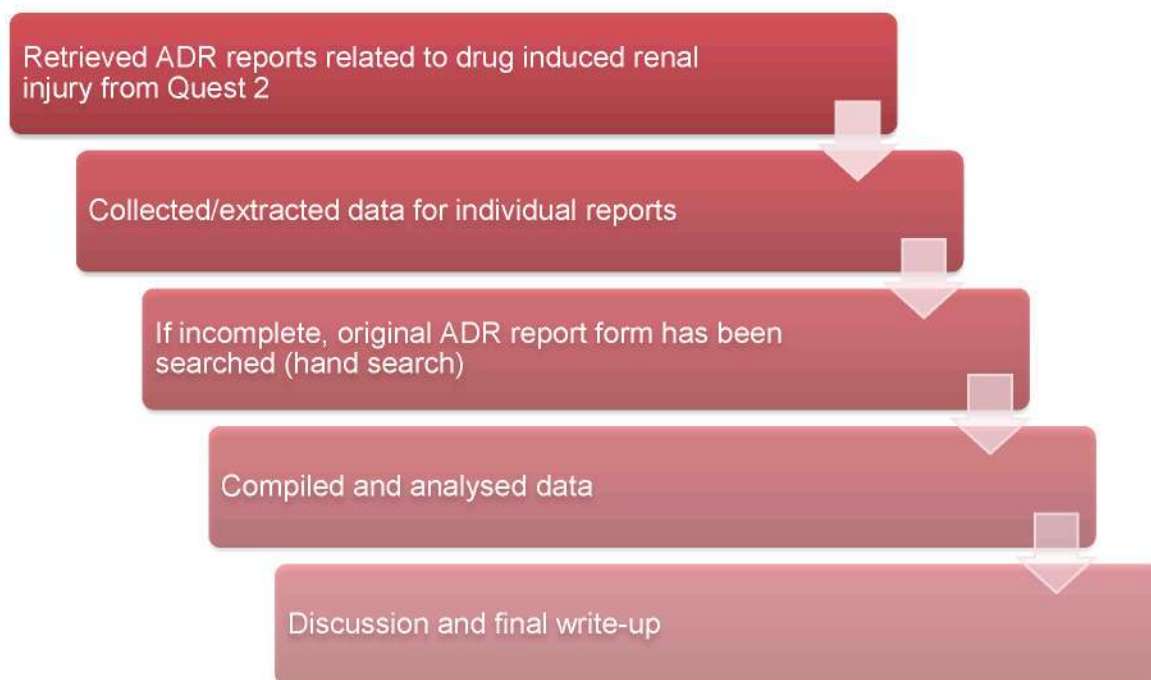 Retrieved ADR reports related to drug induced renal
injury from Quest 2
Collected/extracted data for individual reports
If incomplete, original ADR report form has been
searched (hand search)
Compiled and analysed data
Discussion and final write-up